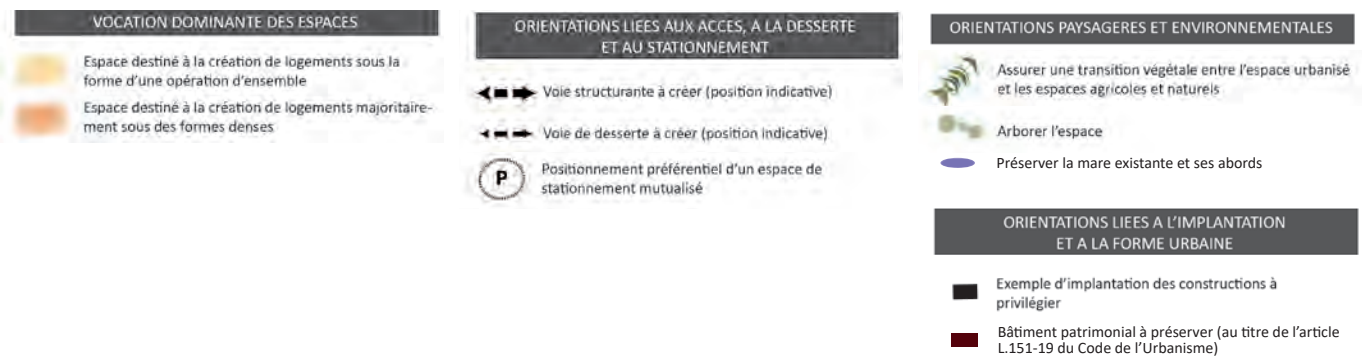 VOCATION DOMINANTE DES ESPACES
Espace destiné à la création de logements sous la
forme d'une opération d'ensemble
Espace destiné à la création de logements majoritaire-
ment sous des formes denses
ORIENTATIONS LIEES AUX ACCES, A LA DESSERTE
ET AU STATIONNEMENT
Voie structurante à créer (position indicative)
Voie de desserte à créer (position indicative)
P
Positionnement préférentiel d'un espace de
stationnement mutualisé
ORIENTATIONS PAYSAGERES ET ENVIRONNEMENTALES
Assurer une transition végétale entre l'espace urbanisé
et les espaces agricoles et naturels
Arborer l'espace
Préserver la mare existante et ses abords
ORIENTATIONS LIEES A L'IMPLANTATION
ET A LA FORME URBAINE
Exemple d'implantation des constructions à
privilégier
Bâtiment patrimonial à préserver (au titre de l'article
L.151-19 du Code de l'Urbanisme)